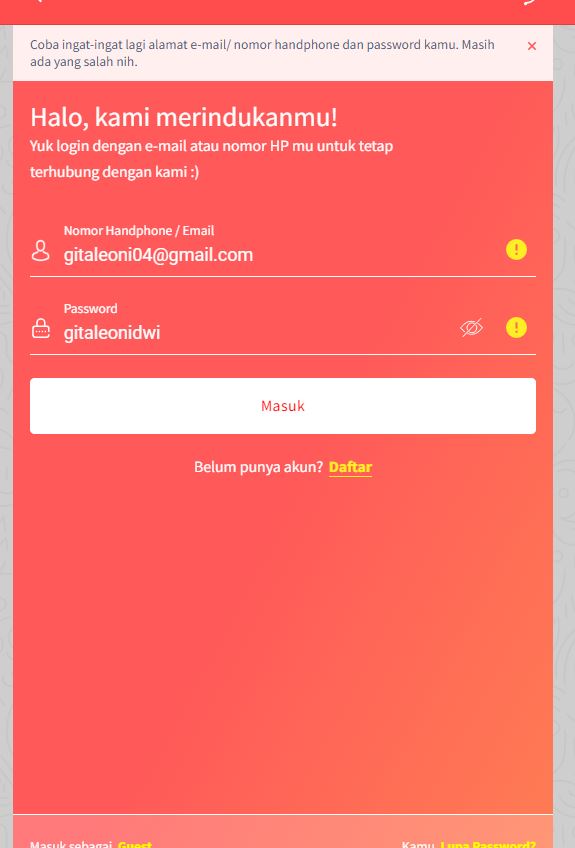 Coba ingat-ingat lagi alamat e-mail/ nomor handphone dan password kamu. Masih
ada yang salah nih.
Halo, kami merindukanmu!
Yuk login dengan e-mail atau nomor HP mu untuk tetap
terhubung dengan kami :)
Nomor Handphone / Email
gitaleoni04@gmail.com
Password
gitaleonidwi
Masuk
Belum punya akun? Daftar
Masuk sebagai Guest
Kamu Lupa Password?